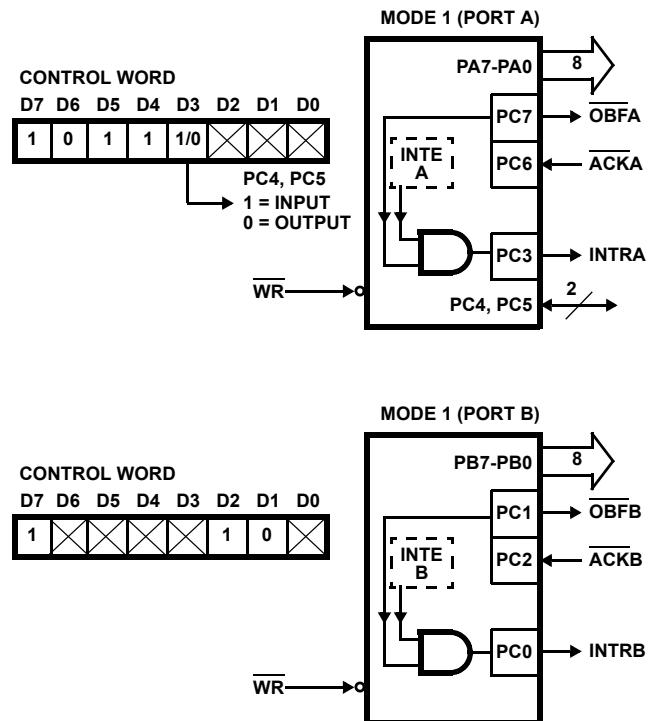 MODE 1 (PORT A)
CONTROL WORD
D7 D6 D5 D4 D3 D2 D1 D0
1 0 1 1 1/0
PC4, PC5
1 = INPUT
0 = OUTPUT
PA7-PA0
8
PC7
OBFA
INTE
A
PC6
ACKA
PC3
INTRA
WR
PC4, PC5
2
MODE 1 (PORT B)
CONTROL WORD
D7 D6 D5 D4 D3 D2 D1 D0
1 1 0
PB7-PB0
8
PC1
OBFB
INTE
B
PC2
ACKB
PC0
INTRB
WR